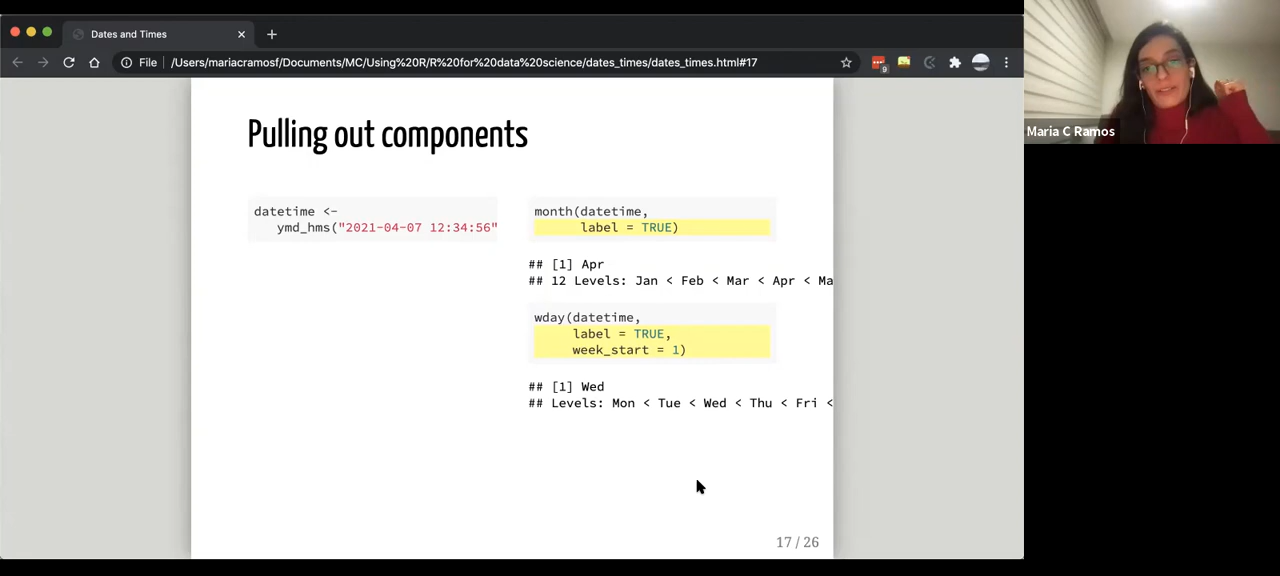 Dates and Times
File
/Users/mariacramosf/Documents/MC/Using%20R/R%20for%20data%20science/dates_times/dates_times.html#17
9
Maria C Ramos
Pulling out components
datetime <-
ymd_hms("2021-04-07 12:34:56"
month(datetime,
label = TRUE)
## [1] Apr
## 12 Levels: Jan < Feb < Mar < Apr < Ma
wday(datetime,
label = TRUE,
week_start = 1)
## [1] Wed
## Levels: Mon < Tue < Wed < Thu < Fri <
17 / 26